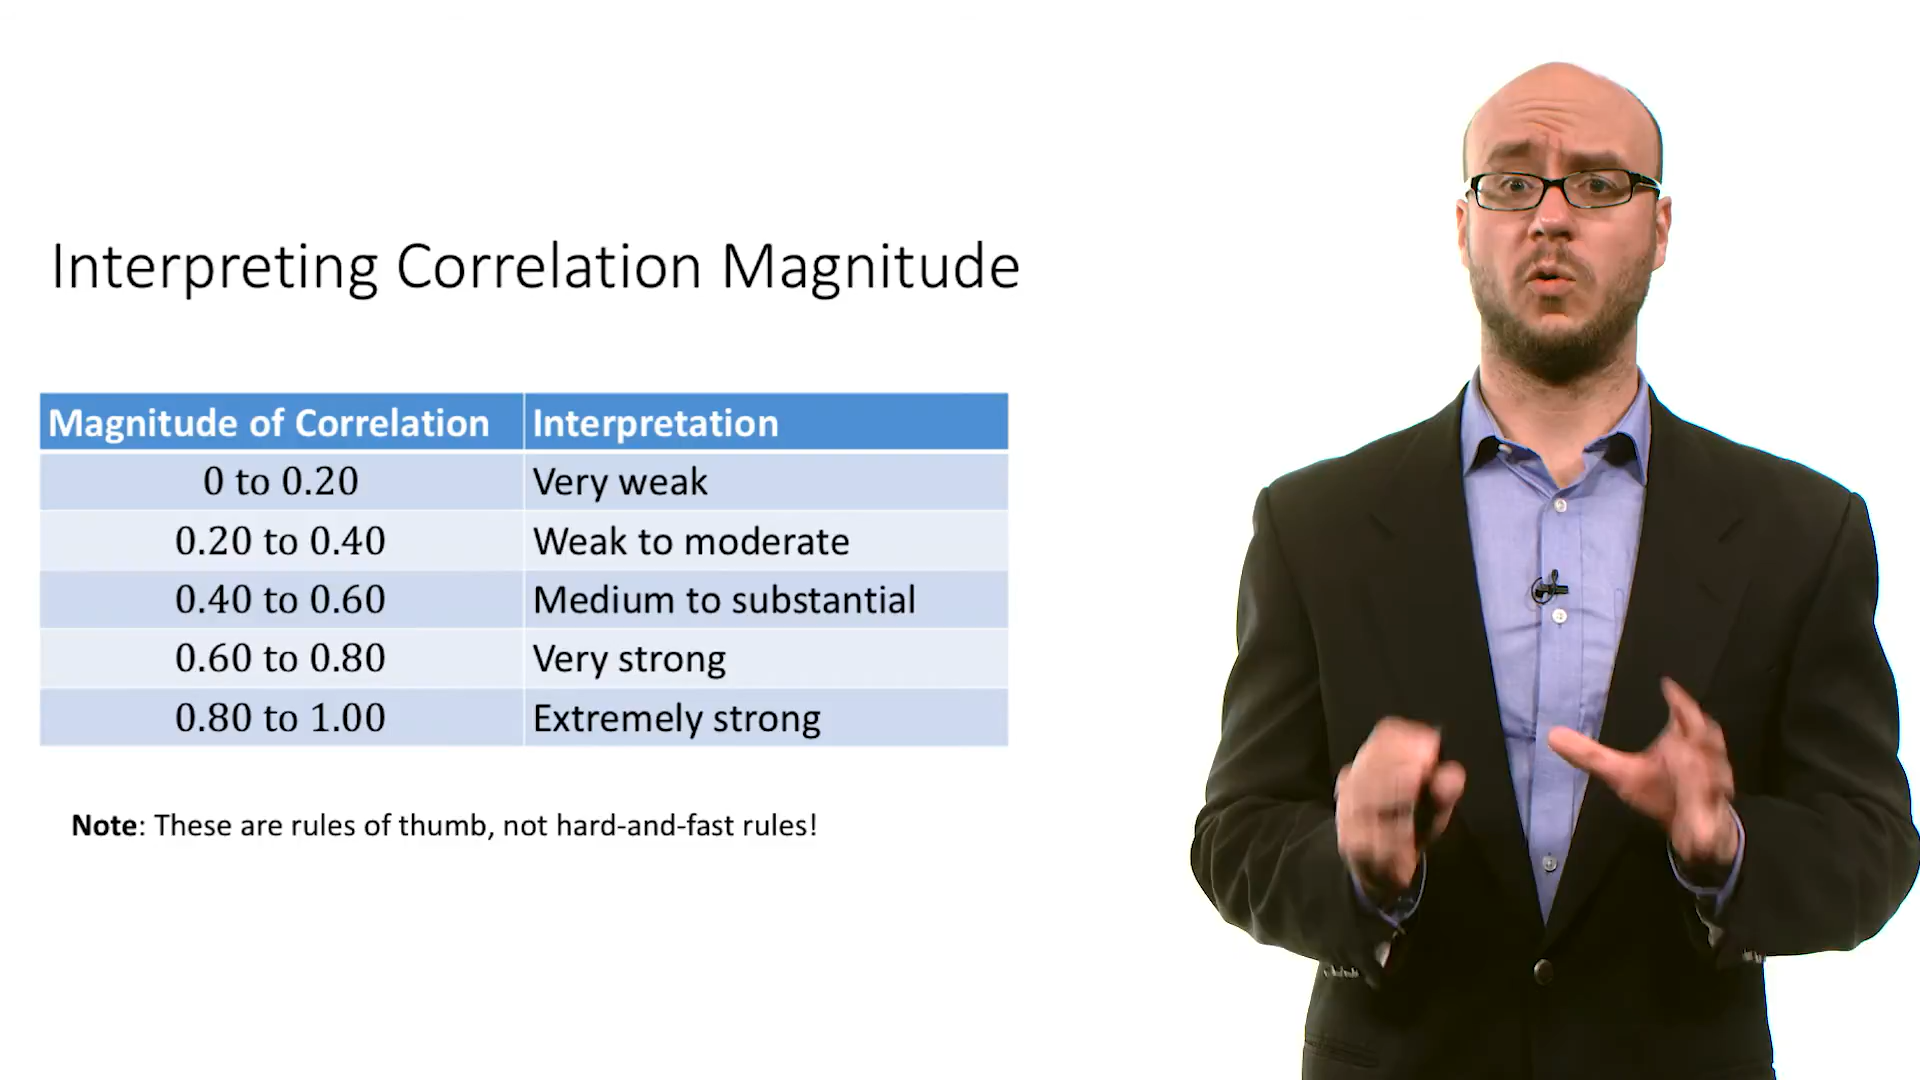 Interpreting Correlation Magnitude
Magnitude of Correlation Interpretation
0 to 0.20 Very weak
0.20 to 0.40 Weak to moderate
0.40 to 0.60 Medium to substantial
0.60 to 0.80 Very strong
0.80 to 1.00 Extremely strong
Note: These are rules of thumb, not hard-and-fast rules!